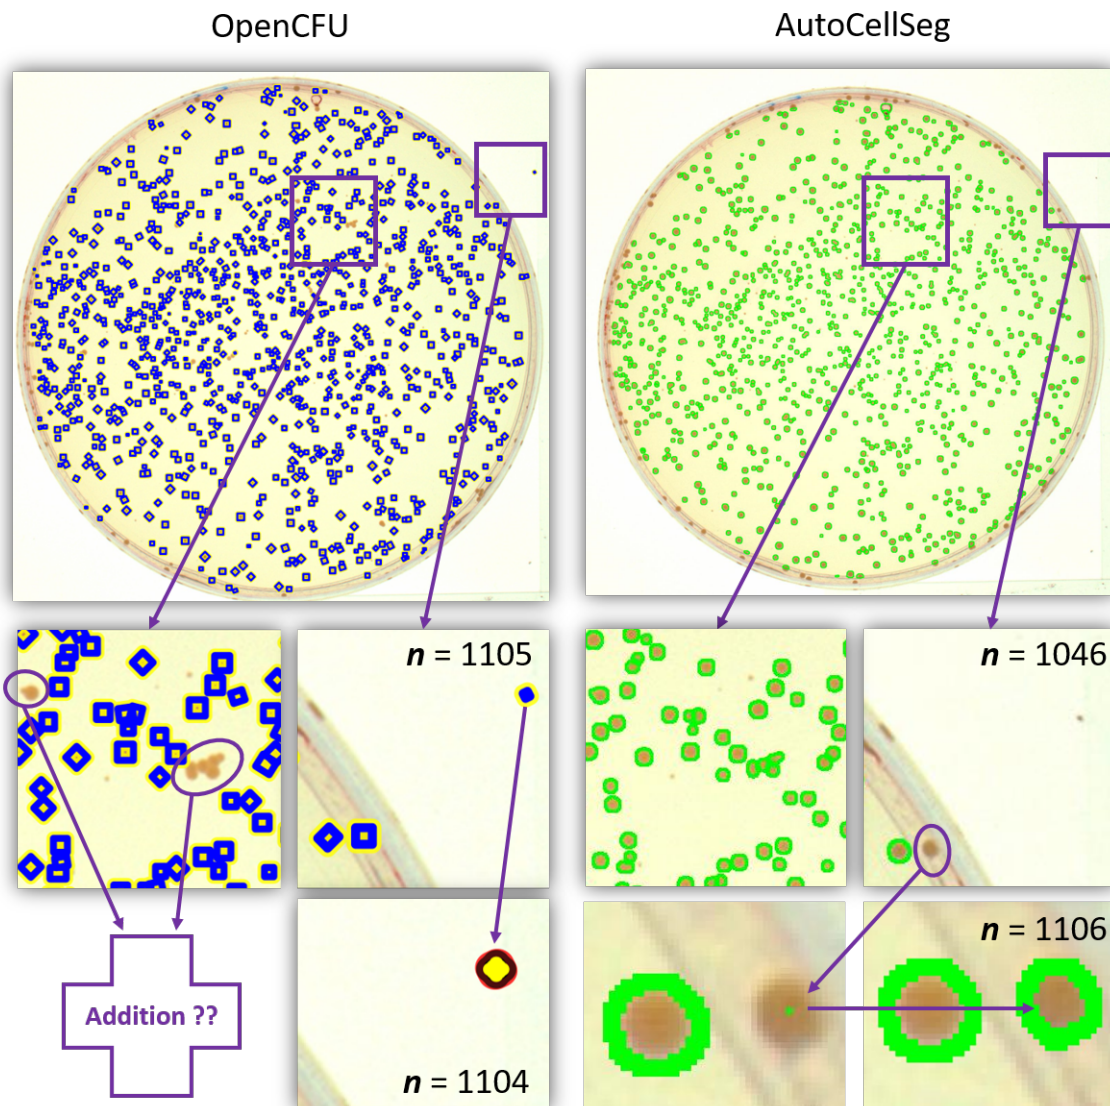 OpenCFU
AutoCellSeg
n = 1105
n = 1046
n = 1106
Addition ??
n = 1104